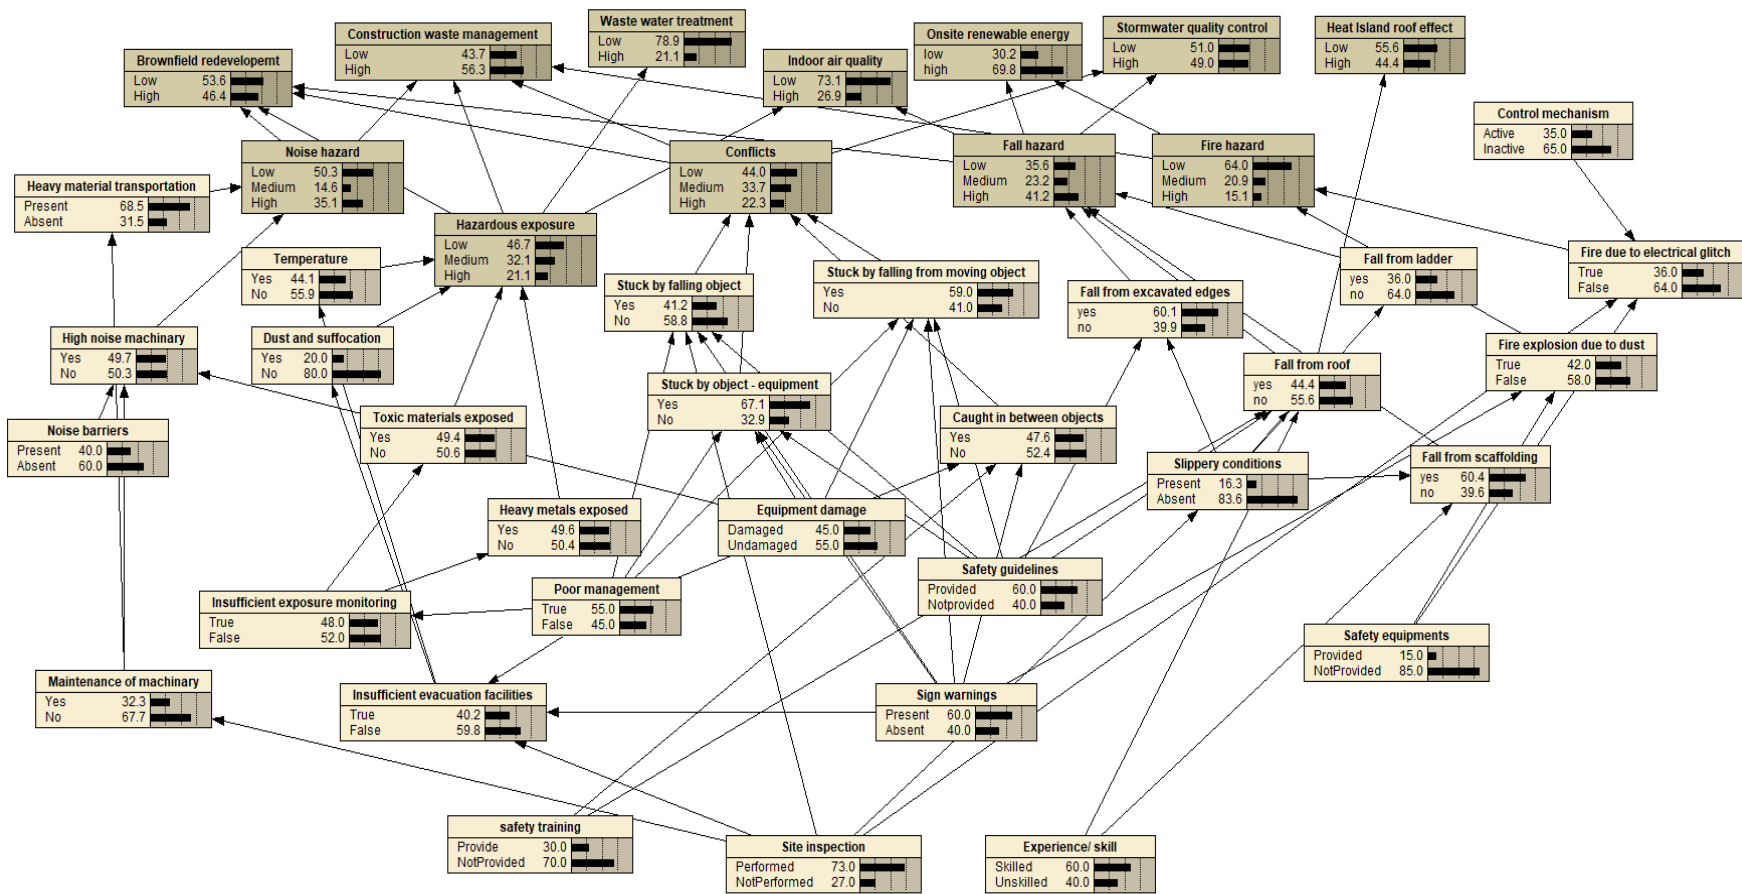 Waste water treatment
Low 78.9
High 21.1
Construction waste management
Low 43.7
High 56.3
Onsite renewable energy
low 30.2
high 69.8
Stormwater quality control
Low 51.0
High 49.0
Heat Island roof effect
Low 55.6
High 44.4
Brownfield redevelopemt
Low 53.6
High 46.4
Indoor air quality
Low 73.1
High 26.9
Control mechanism
Active 35.0
Inactive 65.0
Noise hazard
Low 50.3
Medium 14.6
High 35.1
Conflicts
Low 44.0
Medium 33.7
High 22.3
Fall hazard
Low 35.6
Medium 23.2
High 41.2
Fire hazard
Low 64.0
Medium 20.9
High 15.1
Heavy material transportation
Present 68.5
Absent 31.5
Hazardous exposure
Low 46.7
Medium 32.1
High 21.1
Temperature
Yes 44.1
No 55.9
Stuck by falling object
Yes 41.2
No 58.8
Stuck by falling from moving object
Yes 59.0
No 41.0
Fall from excavated edges
yes 60.1
no 39.9
Fall from ladder
yes 36.0
no 64.0
Fire due to electrical glitch
True 36.0
False 64.0
High noise machinary
Yes 49.7
No 50.3
Dust and suffocation
Yes 20.0
No 80.0
Fire explosion due to dust
True 42.0
False 58.0
Fall from roof
yes 44.4
no 55.6
Stuck by object - equipment
Yes 67.1
No 32.9
Toxic materials exposed
Yes 49.4
No 50.6
Caught in between objects
Yes 47.6
No 52.4
Noise barriers
Present 40.0
Absent 60.0
Slippery conditions
Present 16.3
Absent 83.6
Fall from scaffolding
yes 60.4
no 39.6
Heavy metals exposed
Yes 49.6
No 50.4
Equipment damage
Damaged 45.0
Undamaged 55.0
Safety guidelines
Provided 60.0
Notprovided 40.0
Poor management
True 55.0
False 45.0
Insufficient exposure monitoring
True 48.0
False 52.0
Safety equipments
Provided 15.0
NotProvided 85.0
Maintenance of machinary
Yes 32.3
No 67.7
Insufficient evacuation facilities
True 40.2
False 59.8
Sign warnings
Present 60.0
Absent 40.0
safety training
Provide 30.0
NotProvided 70.0
Site inspection
Performed 73.0
NotPerformed 27.0
Experience/ skill
Skilled 60.0
Unskilled 40.0